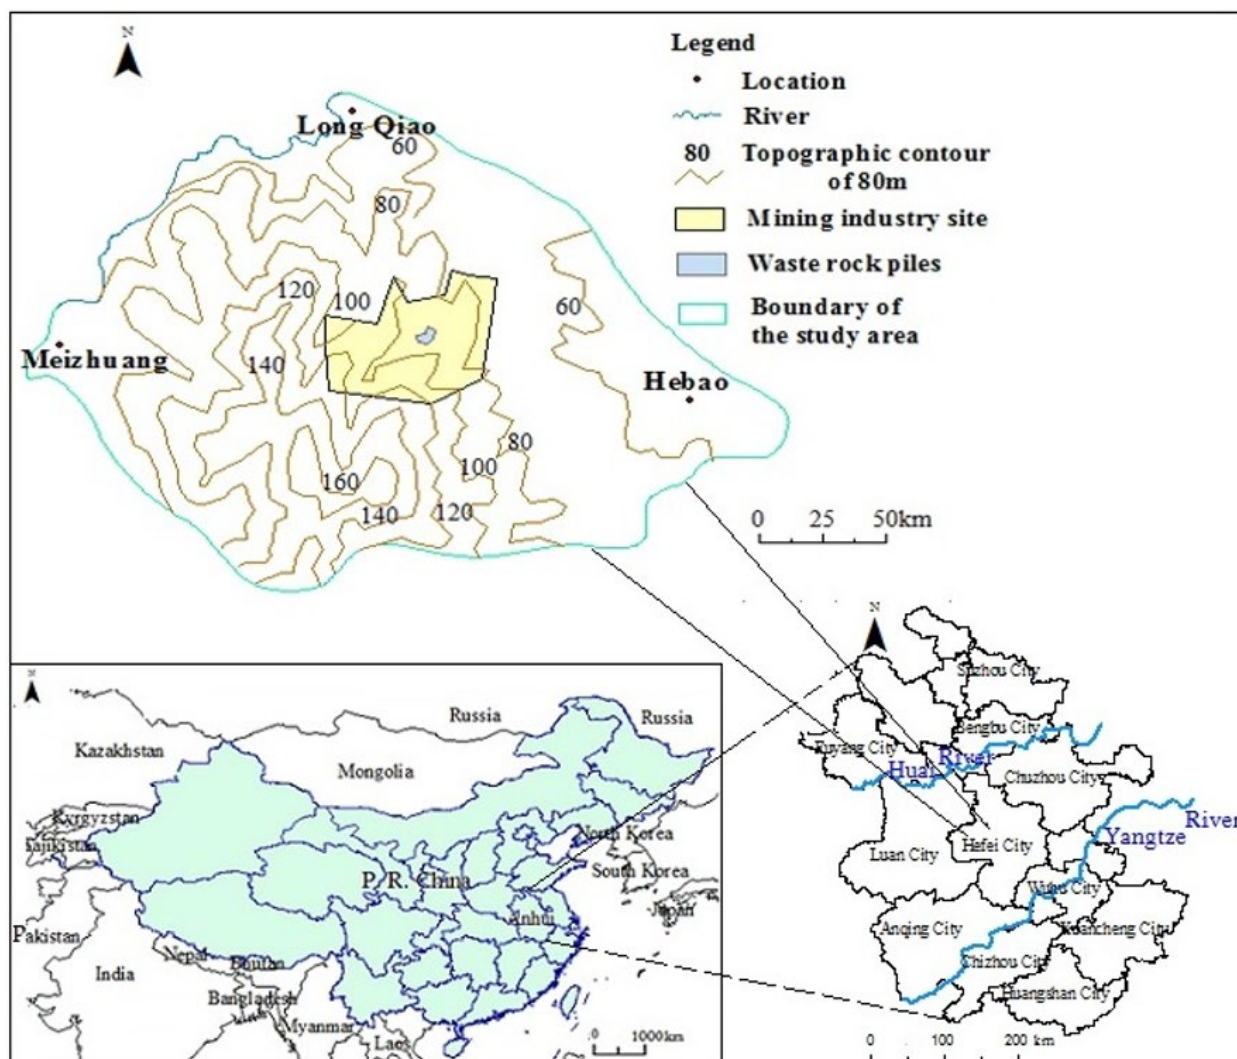 N
Legend
Location
River
80 Topographic contour
of 80m
Mining industry site
Waste rock piles
Boundary of
the study area
Long Qiao
60
80
120
100
60
Meizhuang
140
Hebao
80
100
160
140
120
0 25 50km
N
Suzhou City
Bengbu City
Fuyang City
Huai River
Chuzhou City
Yangtze River
Luan City
Hefei City
Wuhu City
Anqing City
Xuancheng City
Chizhou City
Huangshan City
0 100 200 km
N
Russia
Russia
Kazakhstan
Mongolia
Kyrgyzstan
Tajikistan
North Korea
South Korea
P. R. China
Japan
Anhui
Pakistan
Nepal
Bhutan
India
Bangladesh
Myanmar
Laos
0 1000 km